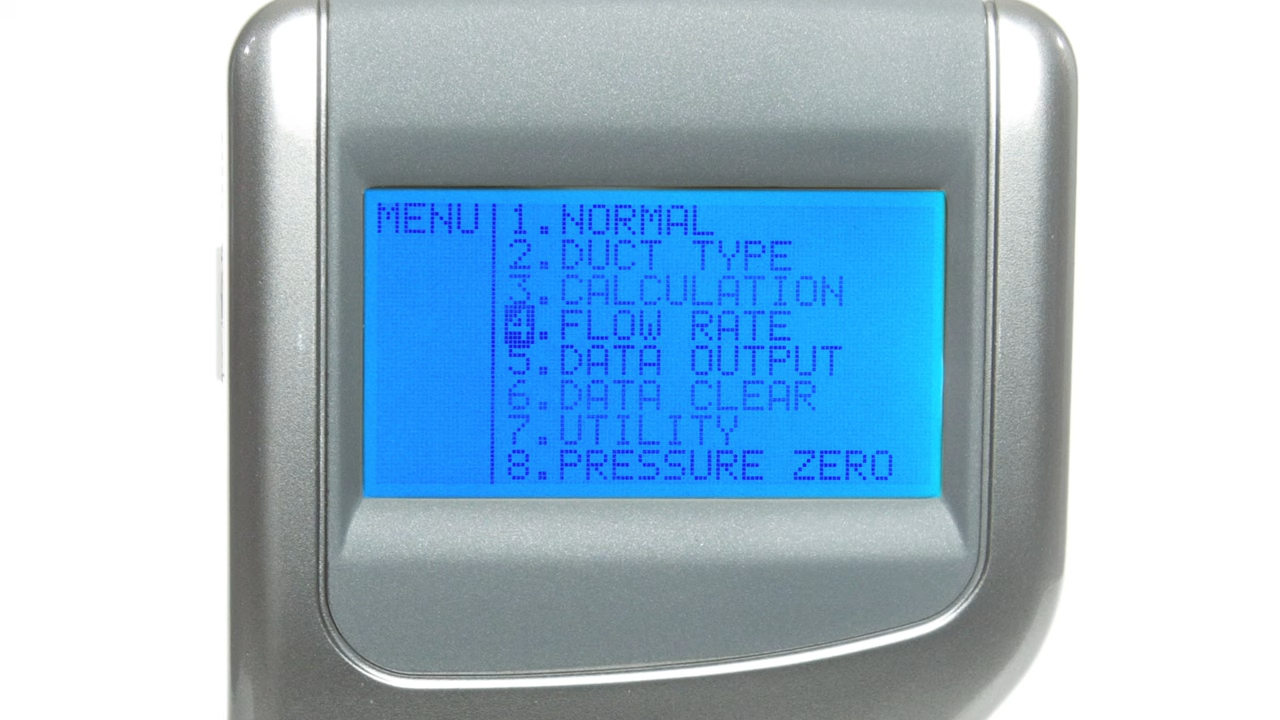 MENU 1.NORMAL
2.DUCT TYPE
3.CALCULATION
4.FLOW RATE
5.DATA OUTPUT
6.DATA CLEAR
7.UTILITY
8.PRESSURE ZERO